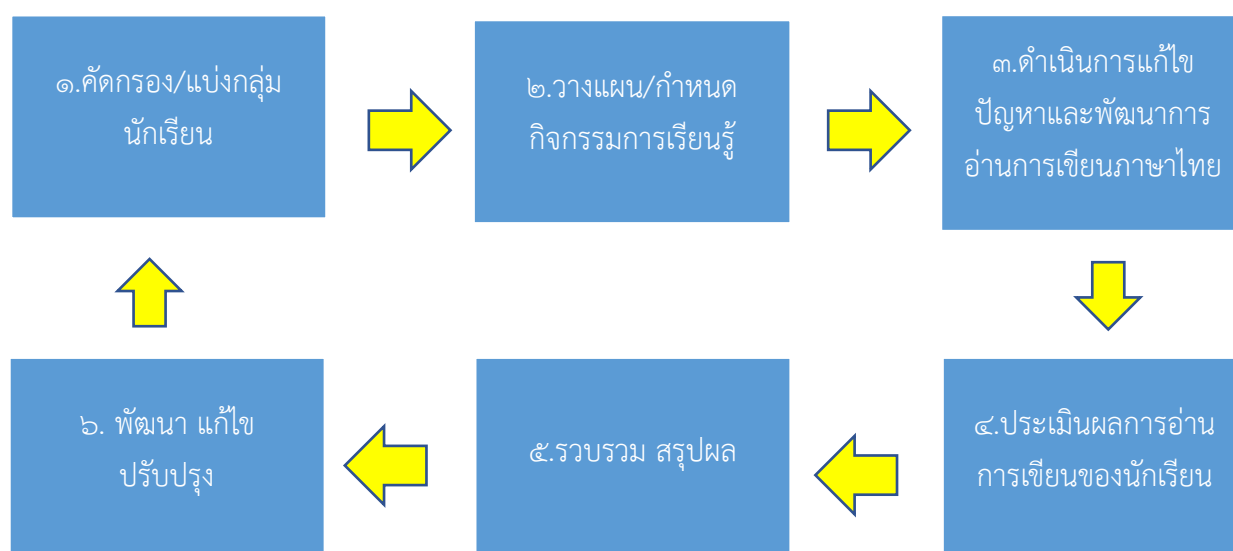 ๑.คัดกรอง/แบ่งกลุ่ม
นักเรียน
๒.วางแผน/กำหนด
กิจกรรมการเรียนรู้
๓.ดำเนินการแก้ไข
ปัญหาและพัฒนาการ
อ่านการเขียนภาษาไทย
๔.ประเมินผลการอ่าน
การเขียนของนักเรียน
๕.รวบรวม สรุปผล
๖. พัฒนา แก้ไข
ปรับปรุง